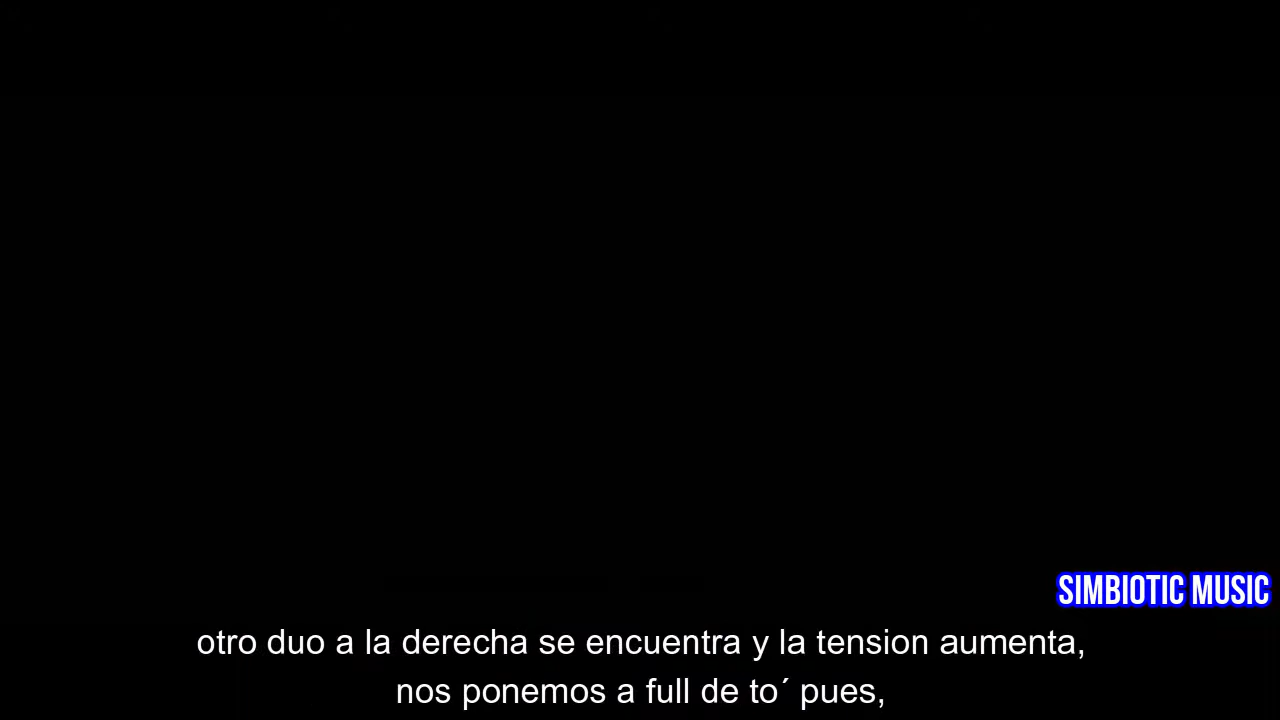 SIMBIOTIC MUSIC
otro duo a la derecha se encuentra y la tension aumenta,
nos ponemos a full de to´ pues,